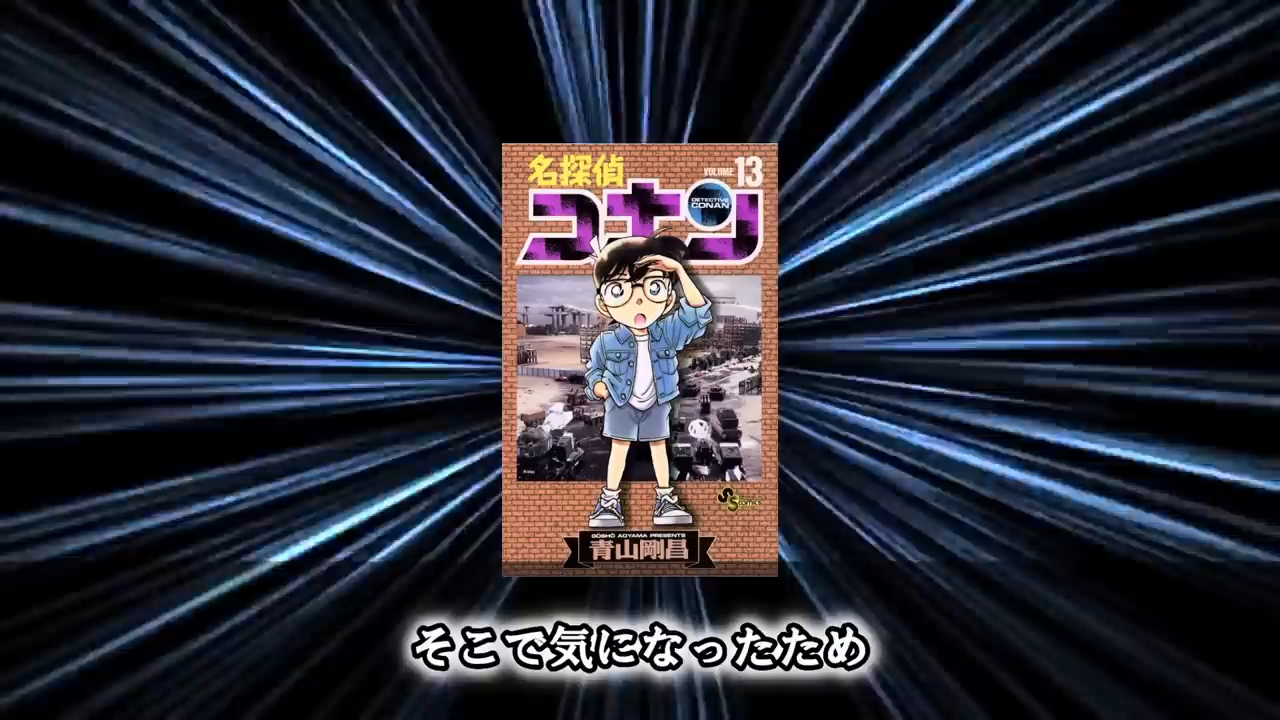 名探偵
VOLUME 13
コナン
DETECTIVE
CONAN
GOSHO AOYAMA PRESENTS
青山剛昌
そこで気になったため